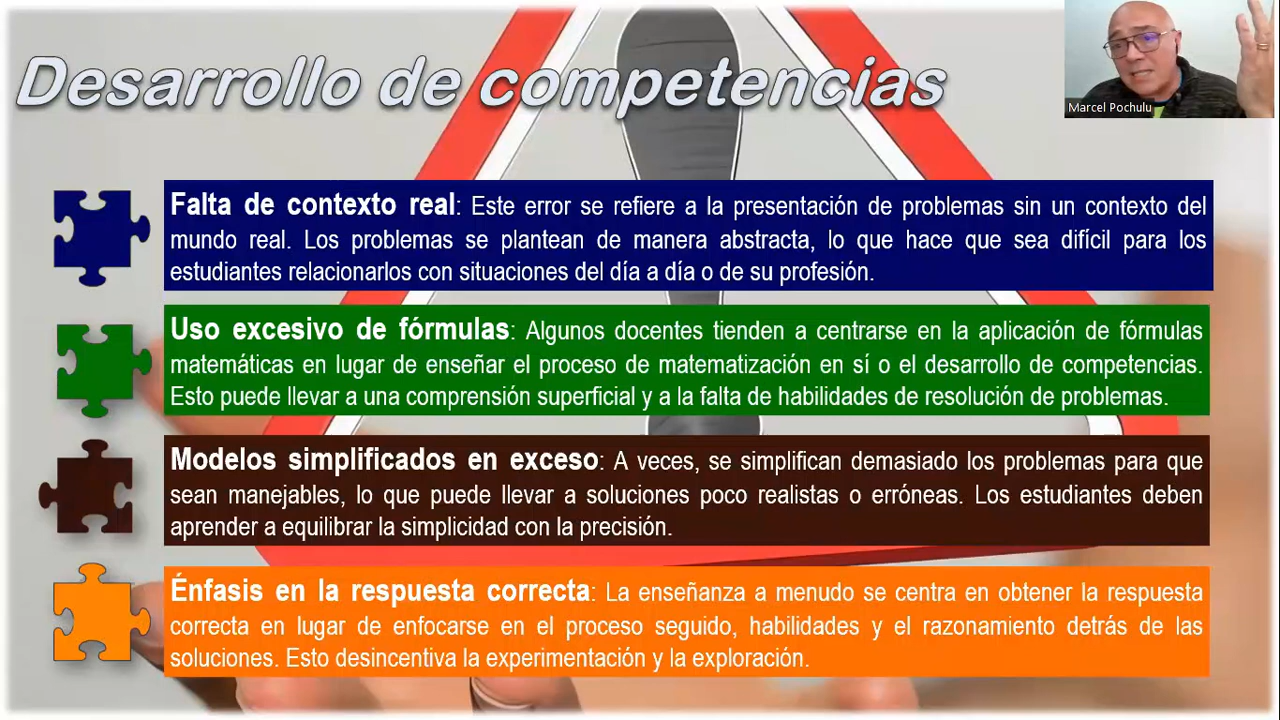 Desarrollo de competencias
Marcel Pochulu
Falta de contexto real: Este error se refiere a la presentación de problemas sin un contexto del
mundo real. Los problemas se plantean de manera abstracta, lo que hace que sea difícil para los
estudiantes relacionarlos con situaciones del día a día o de su profesión.
Uso excesivo de fórmulas: Algunos docentes tienden a centrarse en la aplicación de fórmulas
matemáticas en lugar de enseñar el proceso de matematización en sí o el desarrollo de competencias.
Esto puede llevar a una comprensión superficial y a la falta de habilidades de resolución de problemas.
Modelos simplificados en exceso: A veces, se simplifican demasiado los problemas para que
sean manejables, lo que puede llevar a soluciones poco realistas o erróneas. Los estudiantes deben
aprender a equilibrar la simplicidad con la precisión.
Énfasis en la respuesta correcta: La enseñanza a menudo se centra en obtener la respuesta
correcta en lugar de enfocarse en el proceso seguido, habilidades y el razonamiento detrás de las
soluciones. Esto desincentiva la experimentación y la exploración.